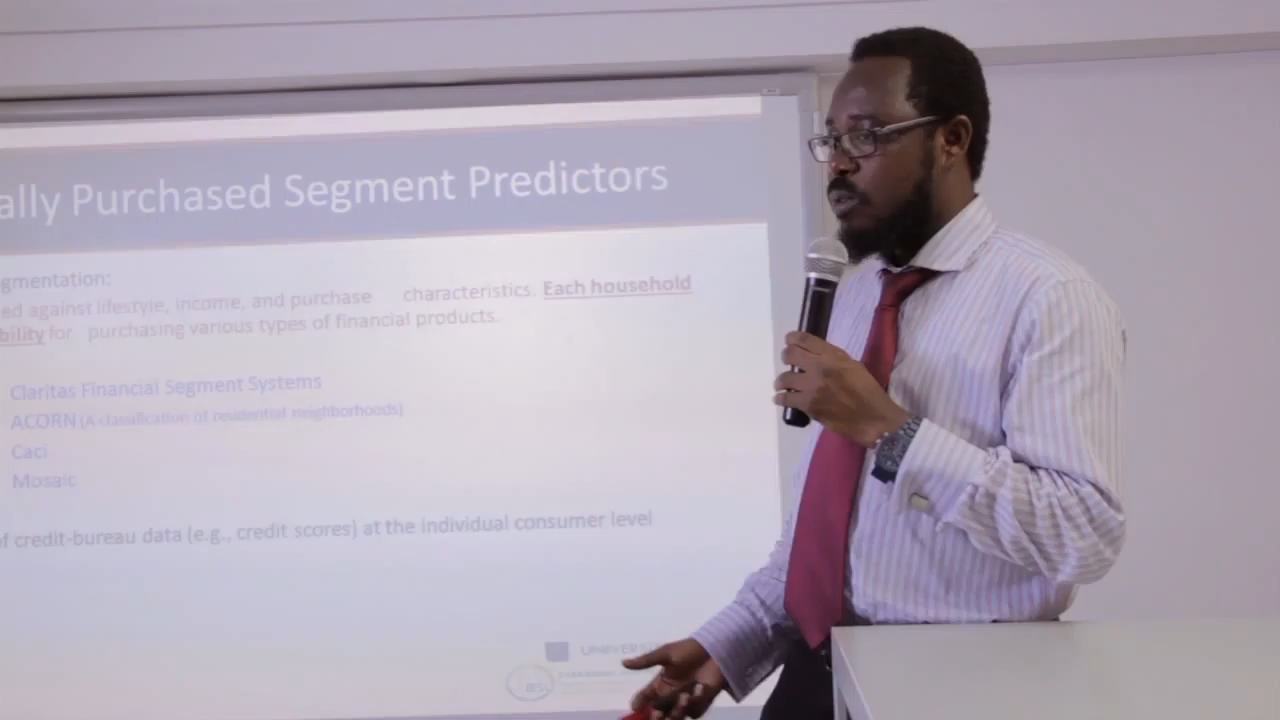 ally Purchased Segment Predictors
gmentation:
ed against lifestyle, income, and purchase characteristics. Each household
bility for purchasing various types of financial products.
Claritas Financial Segment Systems
ACORN (A classification of residential neighborhoods)
Caci
Mosaic
f credit-bureau data (e.g., credit scores) at the individual consumer level
UNIVERSI